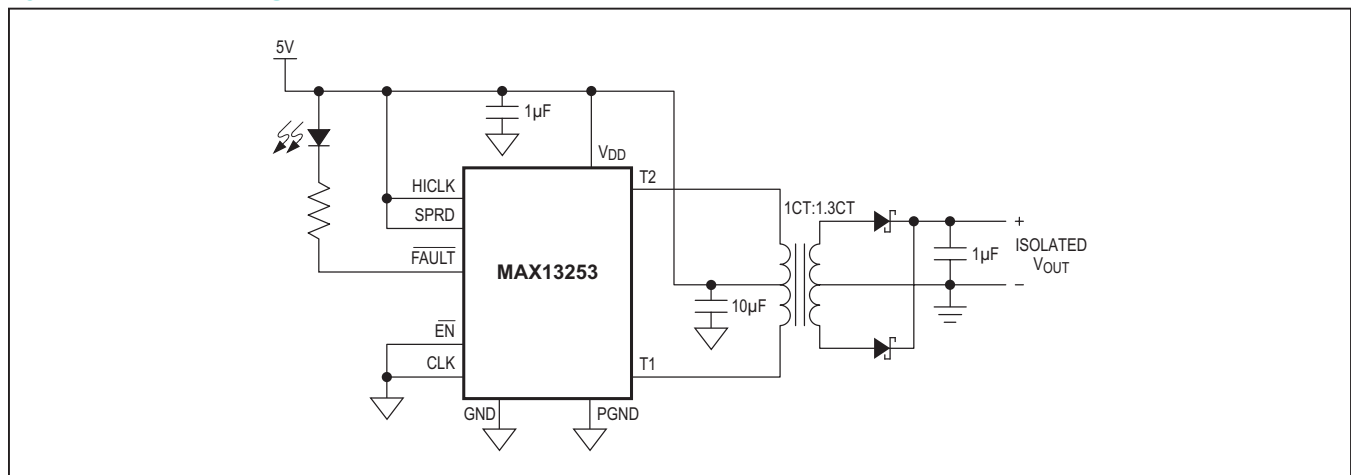 5V
1µF
VDD
HICLK
T2
SPRD
1CT:1.3CT
FAULT
MAX13253
+
ISOLATED
VOUT
1µF
−
10µF
EN
CLK
T1
GND
PGND